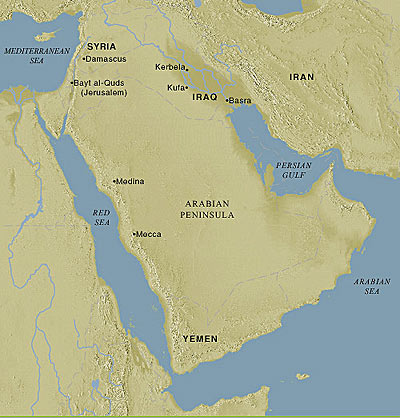 MEDITERRANEAN
SEA
SYRIA
Damascus
Bayt al-Quds
(Jerusalem)
Kerbela
Kufa
IRAQ
Basra
IRAN
PERSIAN
GULF
Medina
ARABIAN
PENINSULA
RED
SEA
Mecca
ARABIAN
SEA
YEMEN